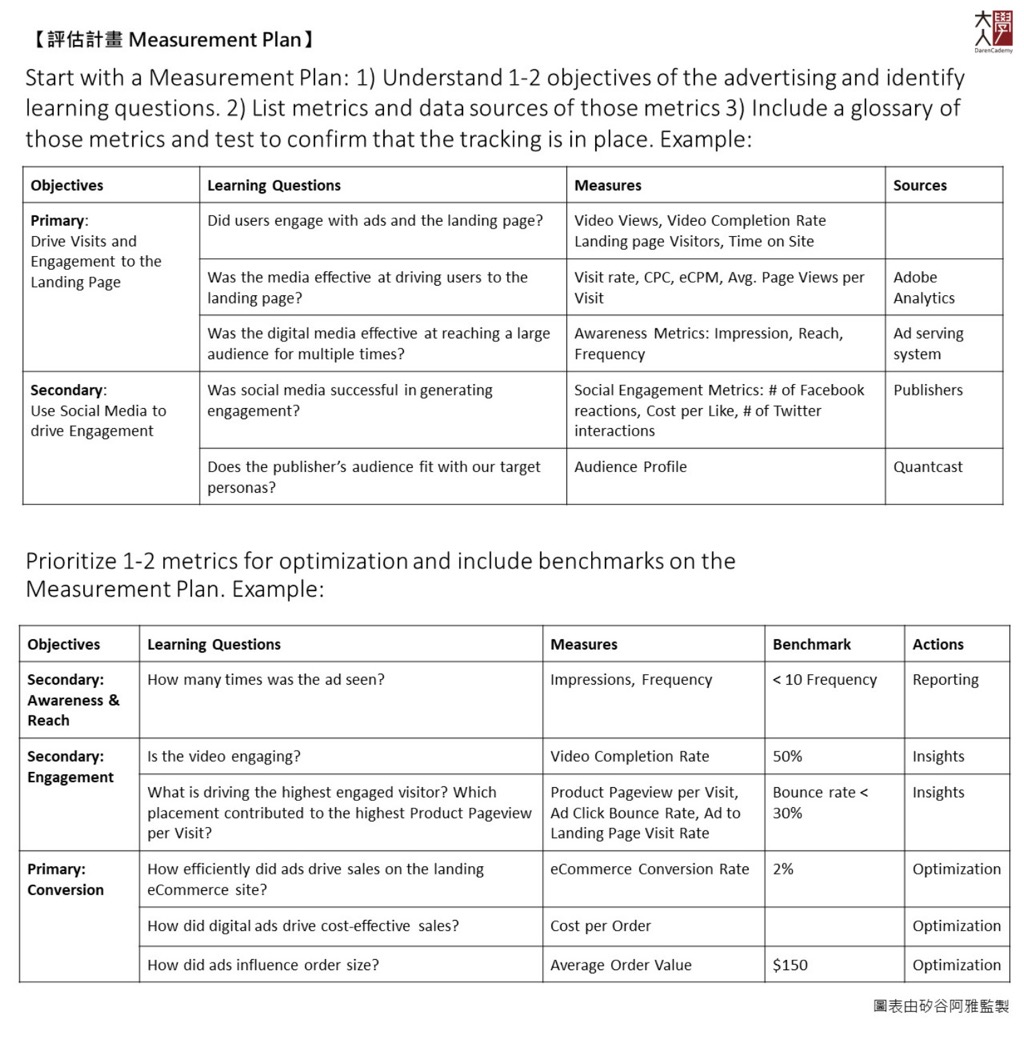 【評估計畫 Measurement Plan】
大學
人
DarenCademy
Start with a Measurement Plan: 1) Understand 1-2 objectives of the advertising and identify
learning questions. 2) List metrics and data sources of those metrics 3) Include a glossary of
those metrics and test to confirm that the tracking is in place. Example:
Objectives
Learning Questions
Measures
Sources
Primary:
Drive Visits and
Engagement to the
Landing Page
Did users engage with ads and the landing page?
Video Views, Video Completion Rate
Landing page Visitors, Time on Site
Was the media effective at driving users to the
landing page?
Visit rate, CPC, eCPM, Avg. Page Views per
Visit
Adobe
Analytics
Was the digital media effective at reaching a large
audience for multiple times?
Awareness Metrics: Impression, Reach,
Frequency
Ad serving
system
Secondary:
Use Social Media to
drive Engagement
Was social media successful in generating
engagement?
Social Engagement Metrics: # of Facebook
reactions, Cost per Like, # of Twitter
interactions
Publishers
Does the publisher's audience fit with our target
personas?
Audience Profile
Quantcast
Prioritize 1-2 metrics for optimization and include benchmarks on the
Measurement Plan. Example:
Objectives
Learning Questions
Measures
Benchmark
Actions
Secondary:
Awareness &
Reach
How many times was the ad seen?
Impressions, Frequency
< 10 Frequency
Reporting
Secondary:
Engagement
Is the video engaging?
Video Completion Rate
50%
Insights
What is driving the highest engaged visitor? Which
placement contributed to the highest Product Pageview
per Visit?
Product Pageview per Visit,
Ad Click Bounce Rate, Ad to
Landing Page Visit Rate
Bounce rate <
30%
Insights
Primary:
Conversion
How efficiently did ads drive sales on the landing
eCommerce site?
eCommerce Conversion Rate
2%
Optimization
How did digital ads drive cost-effective sales?
Cost per Order
Optimization
How did ads influence order size?
Average Order Value
$150
Optimization
圖表由矽谷阿雅監製